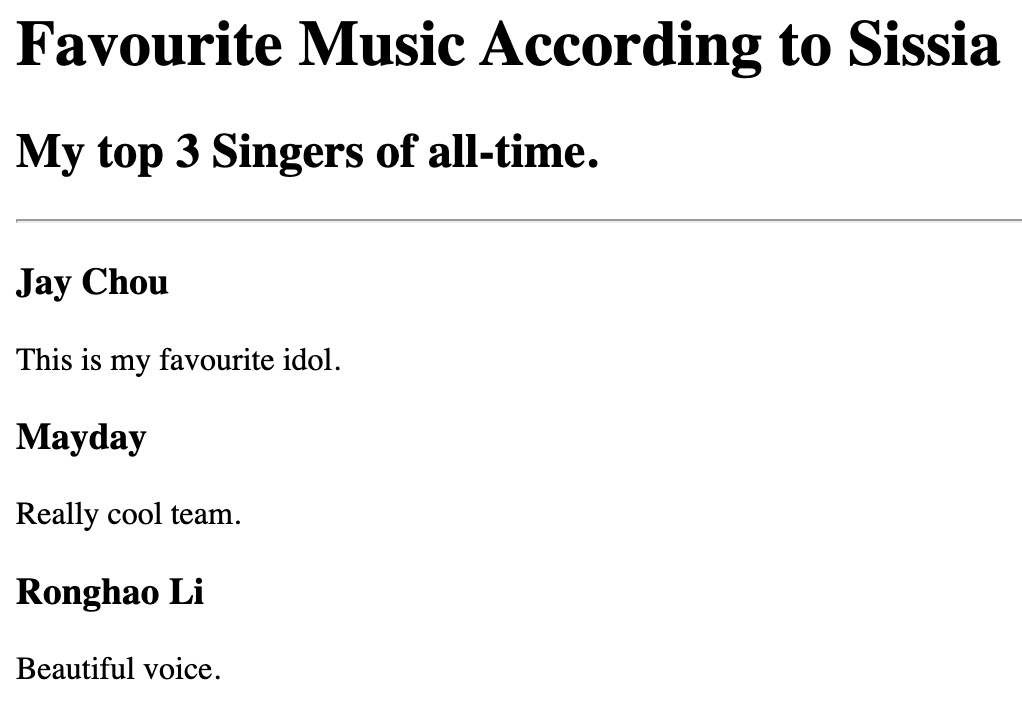 Favourite Music According to Sissia
My top 3 Singers of all-time.
Jay Chou
This is my favourite idol.
Mayday
Really cool team.
Ronghao Li
Beautiful voice.